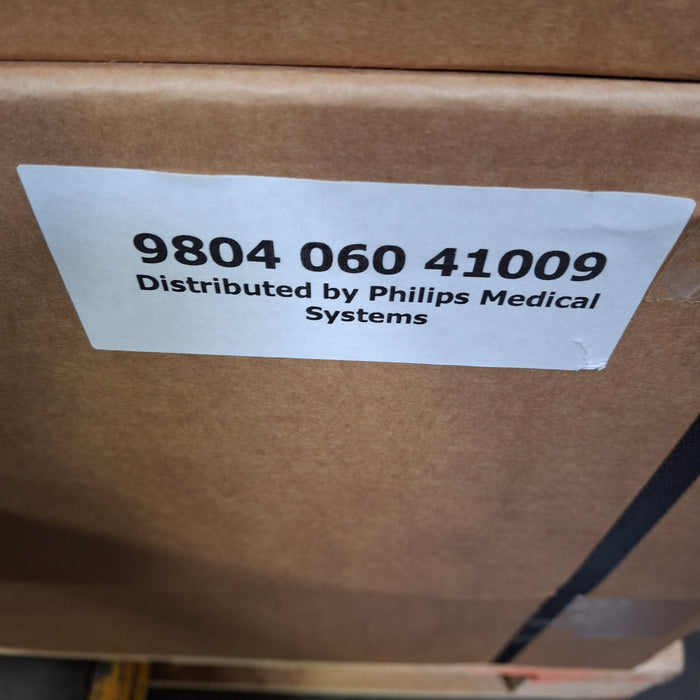 9804 060 41009
Distributed by Philips Medical
Systems